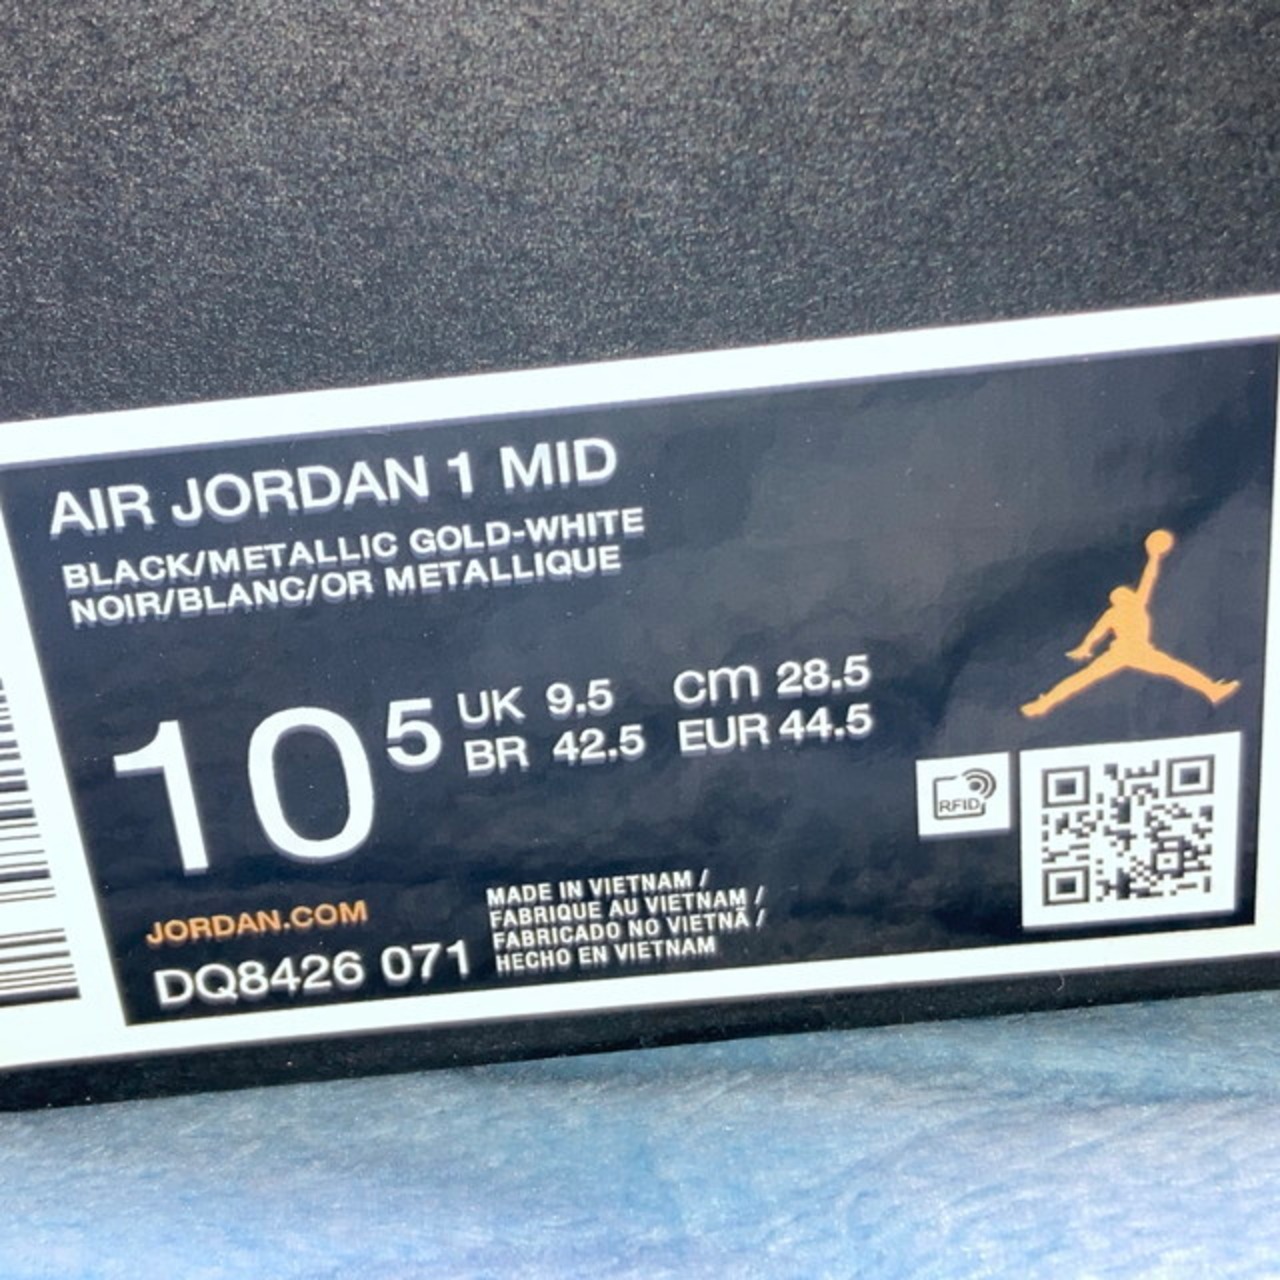 AIR JORDAN 1 MID
BLACK/METALLIC GOLD-WHITE
NOIR/BLANC/OR METALLIQUE
10 5
UK 9.5 cm 28.5
BR 42.5 EUR 44.5
RFID
JORDAN.COM
DQ8426 071
MADE IN VIETNAM /
FABRIQUE AU VIETNAM /
FABRICADO NO VIETNÃ /
HECHO EN VIETNAM